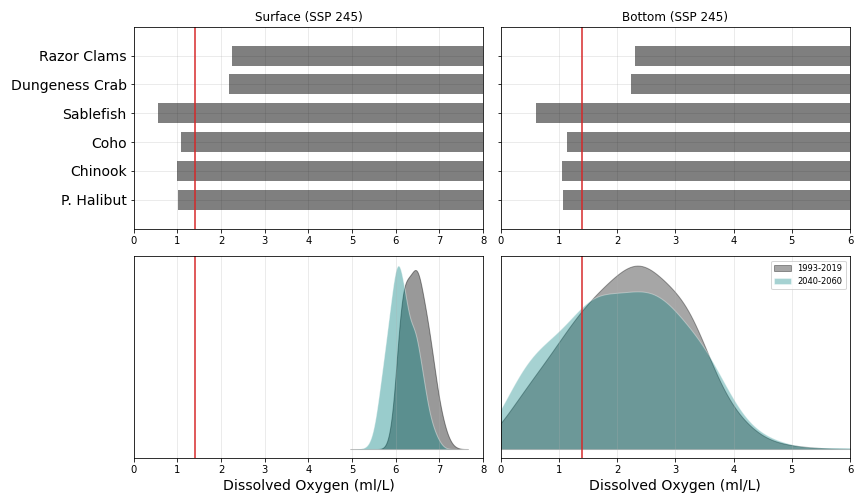 Surface (SSP 245)
Bottom (SSP 245)
Razor Clams
Dungeness Crab
Sablefish
Coho
Chinook
P. Halibut
0 1 2 3 4 5 6 7 8
0 1 2 3 4 5 6
1993-2019
2040-2060
0 1 2 3 4 5 6 7 8
0 1 2 3 4 5 6
Dissolved Oxygen (ml/L)
Dissolved Oxygen (ml/L)